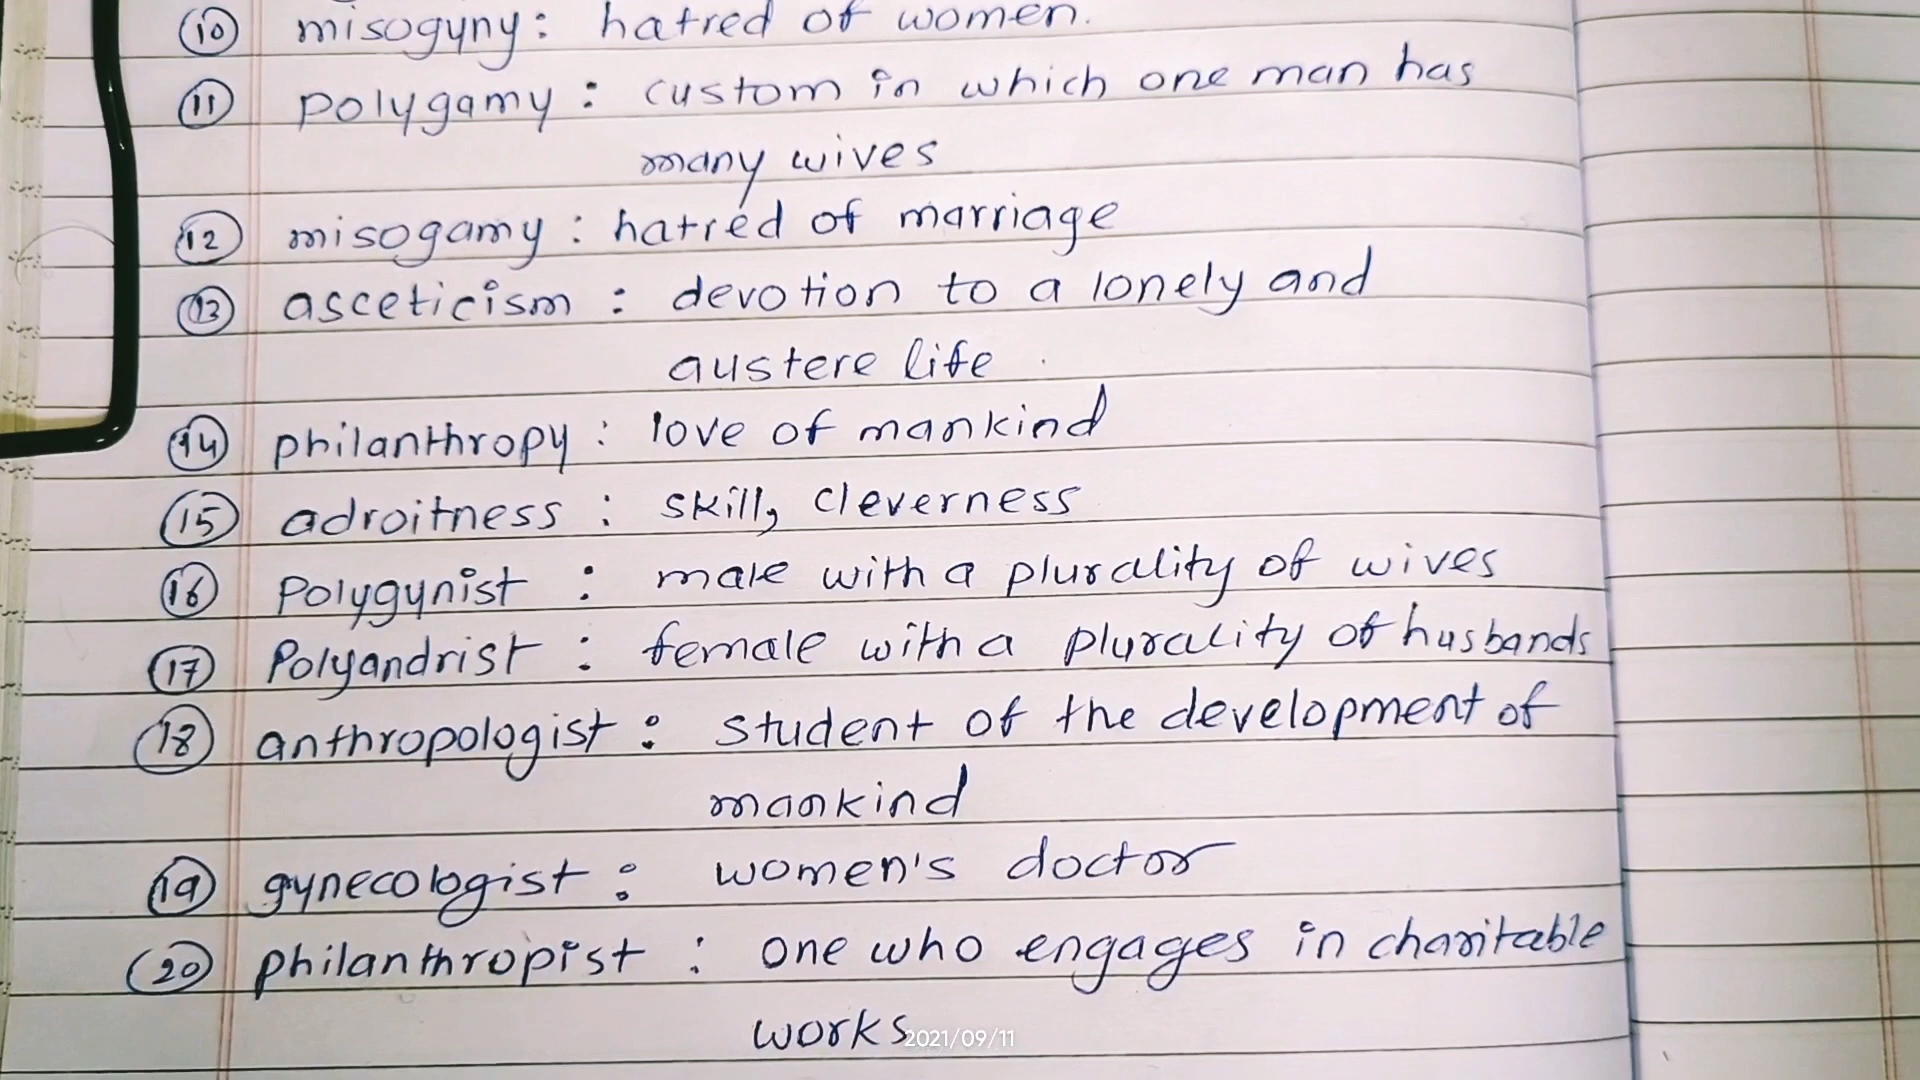 10 misogyny: hatred of women.
11 polygamy: custom in which one man has
many wives
12 misogamy: hatred of marriage
13 asceticism: devotion to a lonely and
austere life.
14 philanthropy: love of mankind
15 adroitness: skill, cleverness
16 Polygynist: male with a plurality of wives
17 Polyandrist: female with a plurality of husbands
18 anthropologist: student of the development of
mankind
19 gynecologist: women's doctor
20 philanthropist: one who engages in charitable
works
2021/09/11